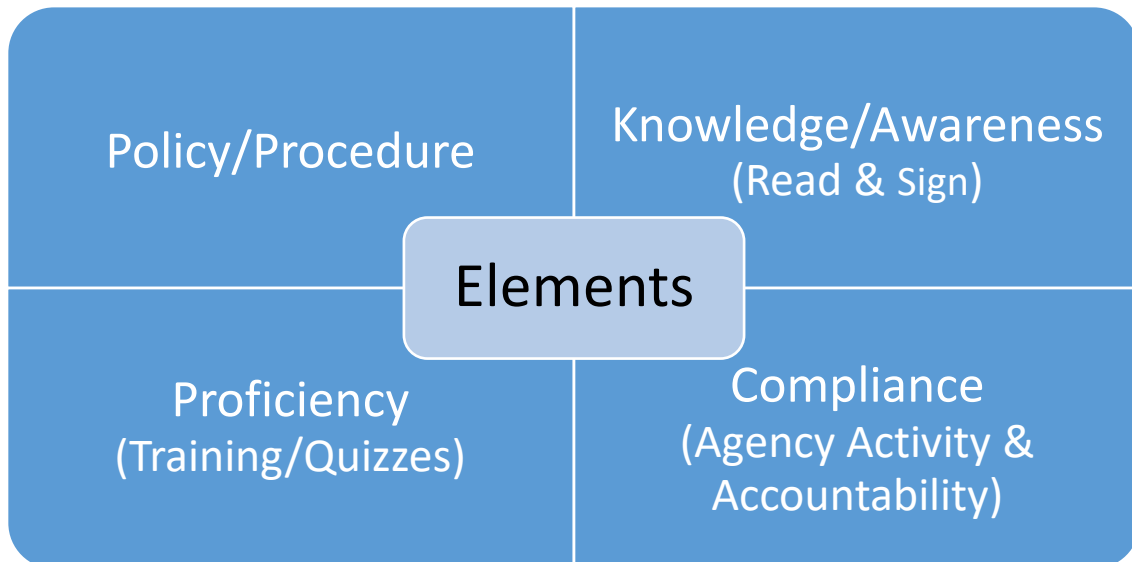 Policy/Procedure
Knowledge/Awareness
(Read & Sign)
Elements
Proficiency
(Training/Quizzes)
Compliance
(Agency Activity &
Accountability)